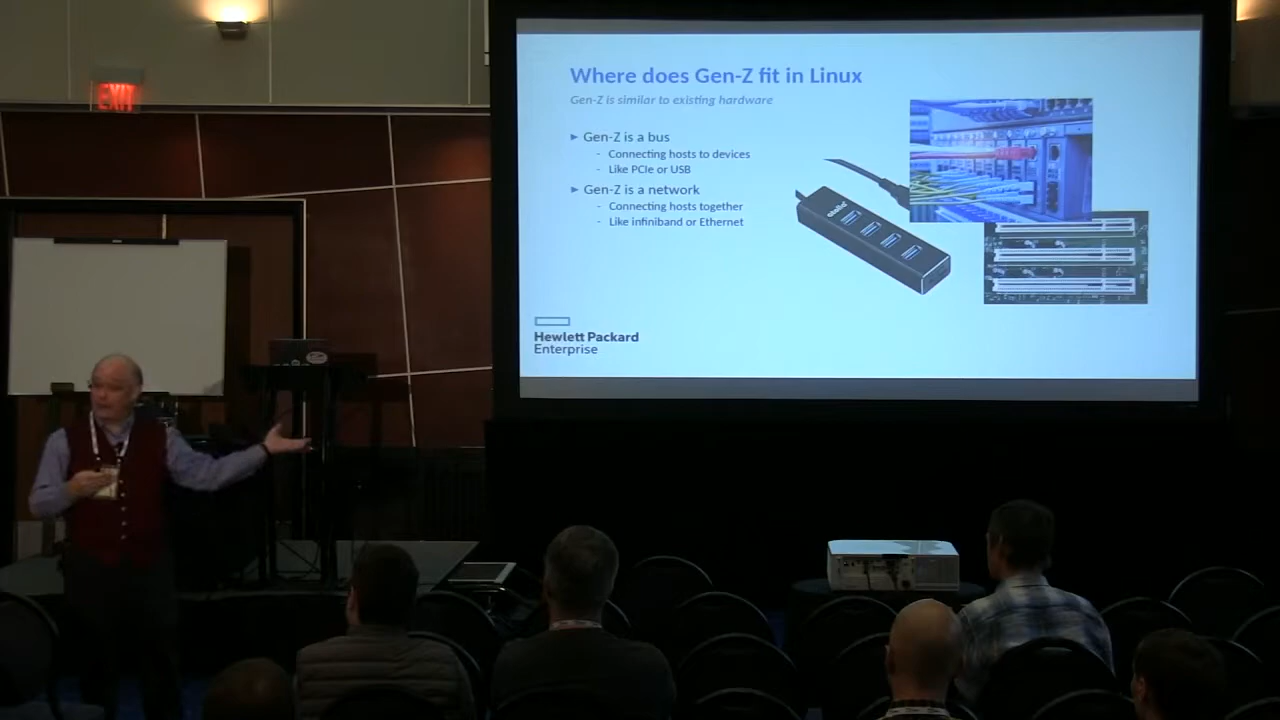 EXIT
Where does Gen-Z fit in Linux
Gen-Z is similar to existing hardware
► Gen-Z is a bus
- Connecting hosts to devices
- Like PCIe or USB
► Gen-Z is a network
- Connecting hosts together
- Like infiniband or Ethernet
Hewlett Packard
Enterprise